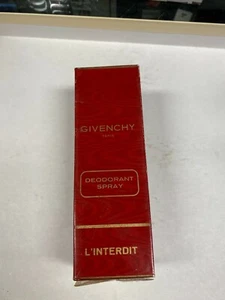 GIVENCHY
PARIS
DEODORANT
SPRAY
L'INTERDIT